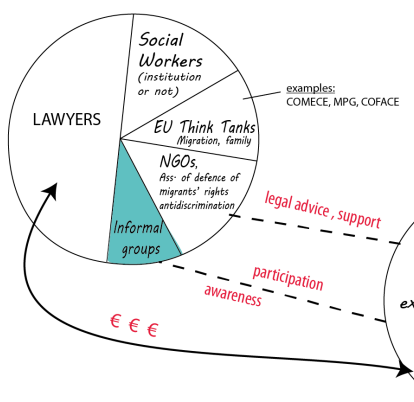 Social
Workers
(institution
or not)
examples:
COMECE, MPG, COFACE
LAWYERS
EU Think Tanks
Migration, family
NGOs,
Ass. of defence of
migrants' rights
antidiscrimination
legal advice, support
Informal
groups
participation
awareness
ex
€ € €